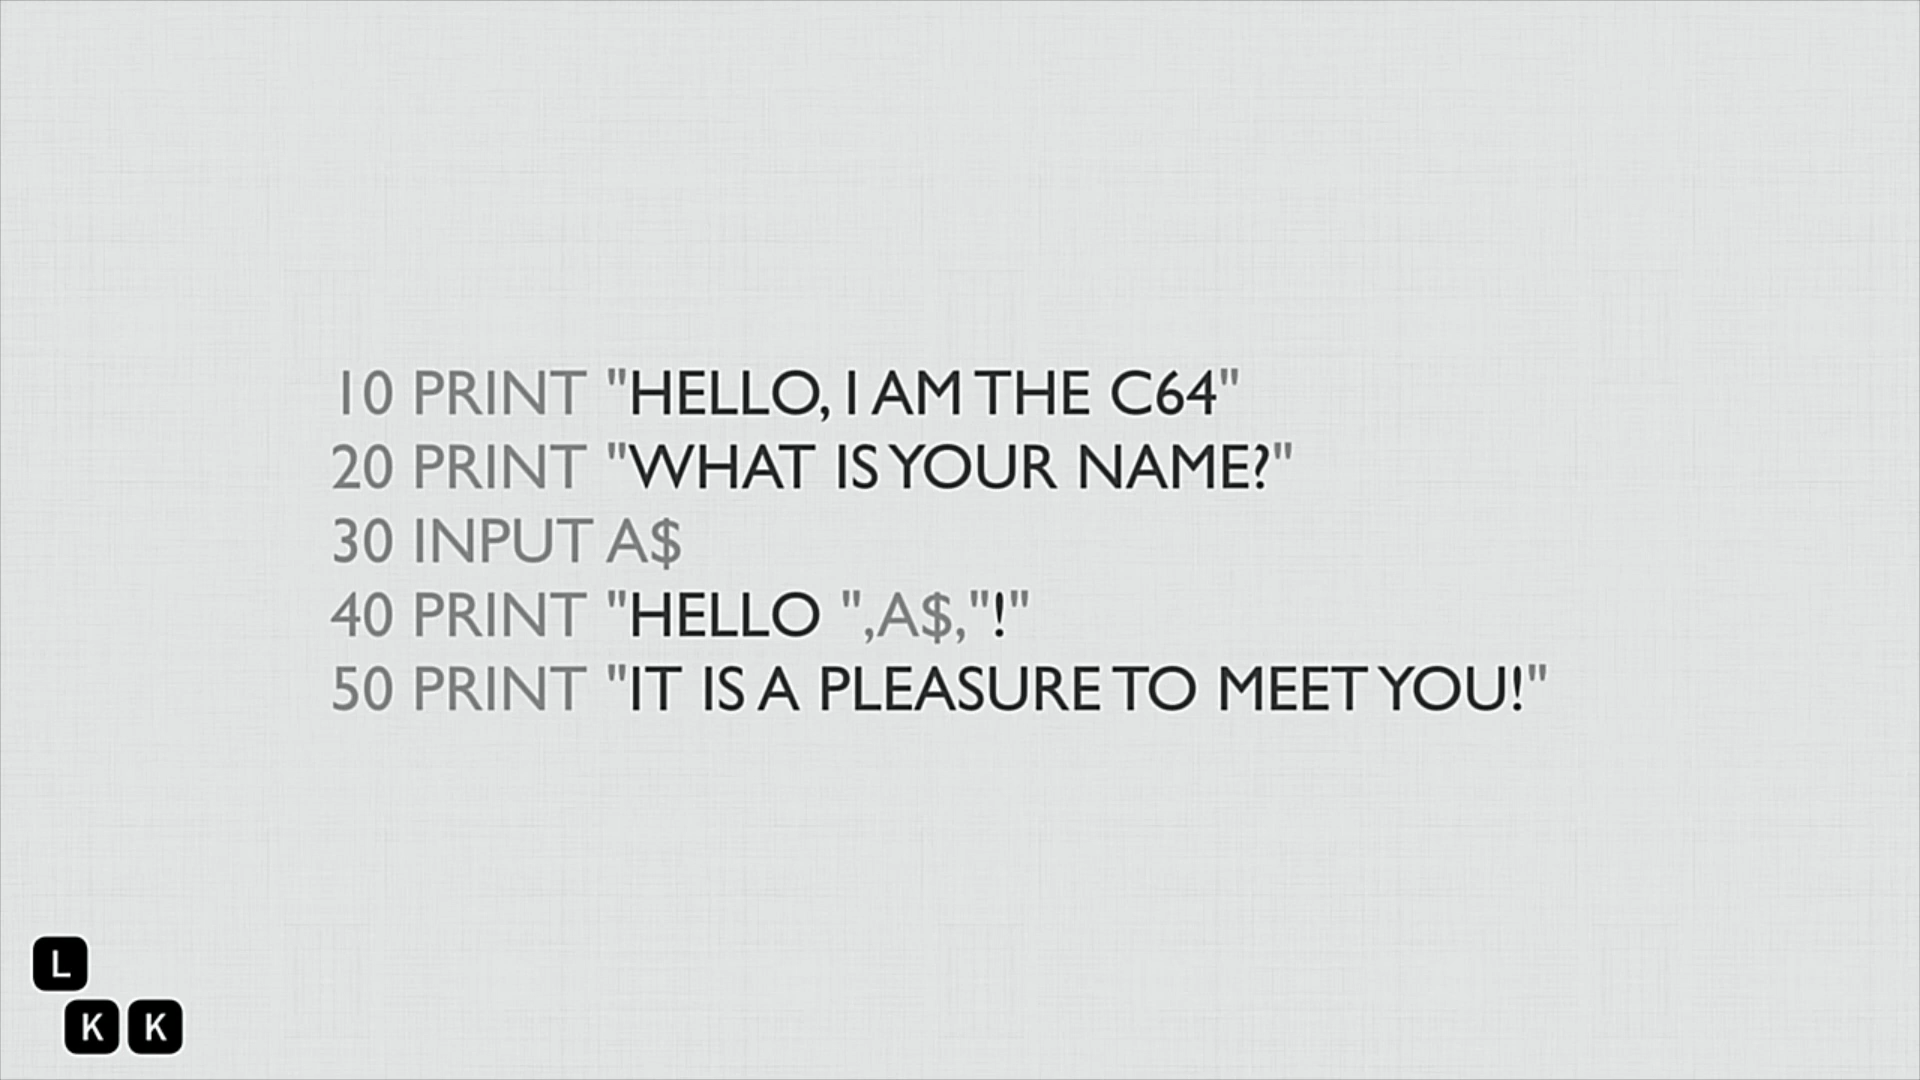 10 PRINT "HELLO, I AM THE C64"
20 PRINT "WHAT IS YOUR NAME?"
30 INPUT A$
40 PRINT "HELLO ",A$,"!"
50 PRINT "IT IS A PLEASURE TO MEET YOU!"
L
K K